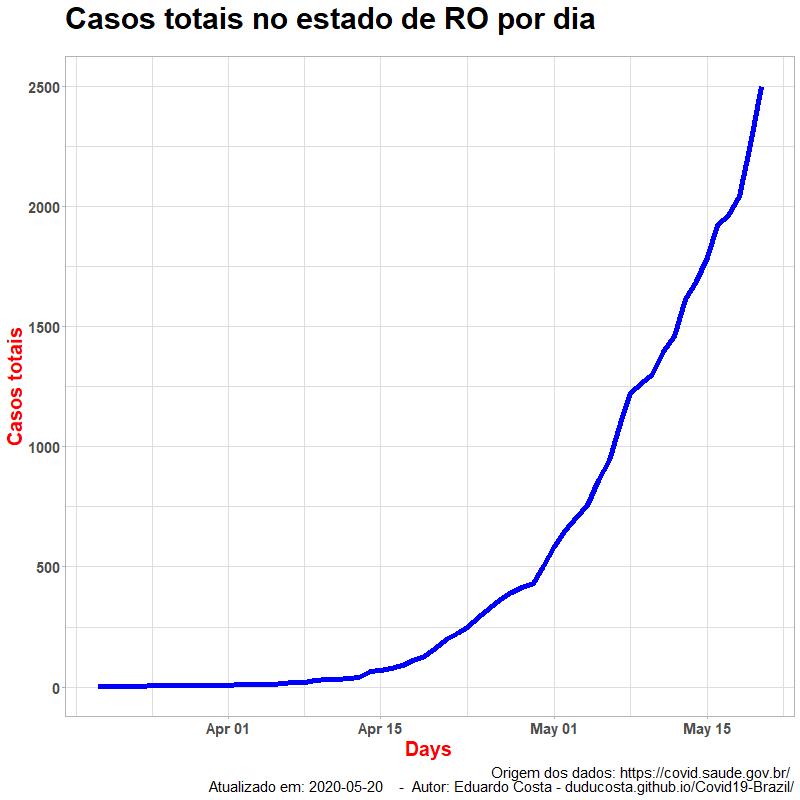 Casos totais no estado de RO por dia
Casos totais
2500
2000
1500
1000
500
0
Apr 01 Apr 15 May 01 May 15
Days
Origem dos dados: https://covid.saude.gov.br/
Atualizado em: 2020-05-20 - Autor: Eduardo Costa - duducosta.github.io/Covid19-Brazil/